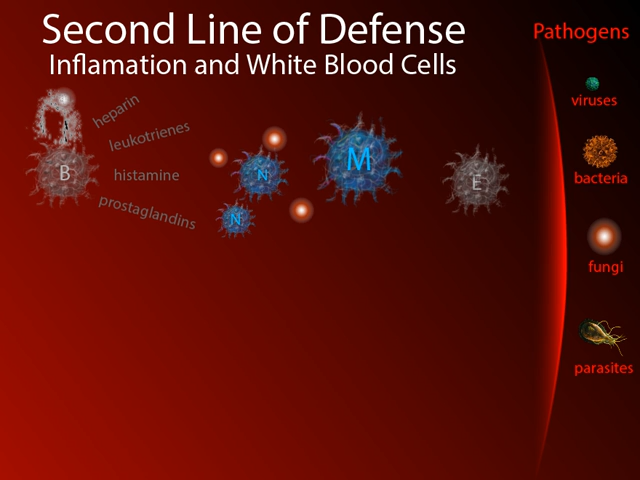 Second Line of Defense
Inflamation and White Blood Cells
Pathogens
viruses
bacteria
fungi
parasites
heparin
leukotrienes
histamine
prostaglandins
B
N
N
M
E